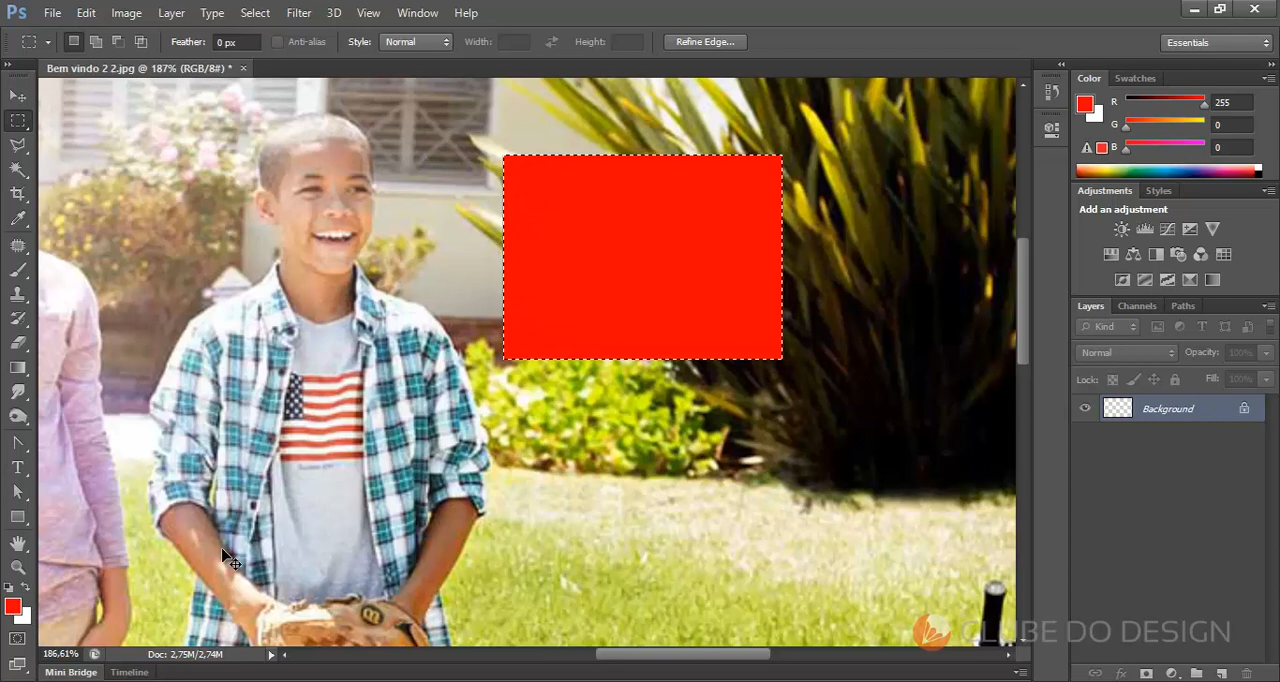 Ps File Edit Image Layer Type Select Filter 3D View Window Help
Feather: 0 px Anti-alias Style: Normal Width: Height: Refine Edge... Essentials
Bem vindo 2 2.jpg @ 187% (RGB/8#) * ×
Color Swatches
R 255
G 0
B 0
Adjustments Styles
Add an adjustment
Layers Channels Paths
Kind
Normal Opacity: 100%
Lock: Fill: 100%
Background
CLUBE DO DESIGN
186,61% Doc: 2,75M/2,74M
Mini Bridge Timeline